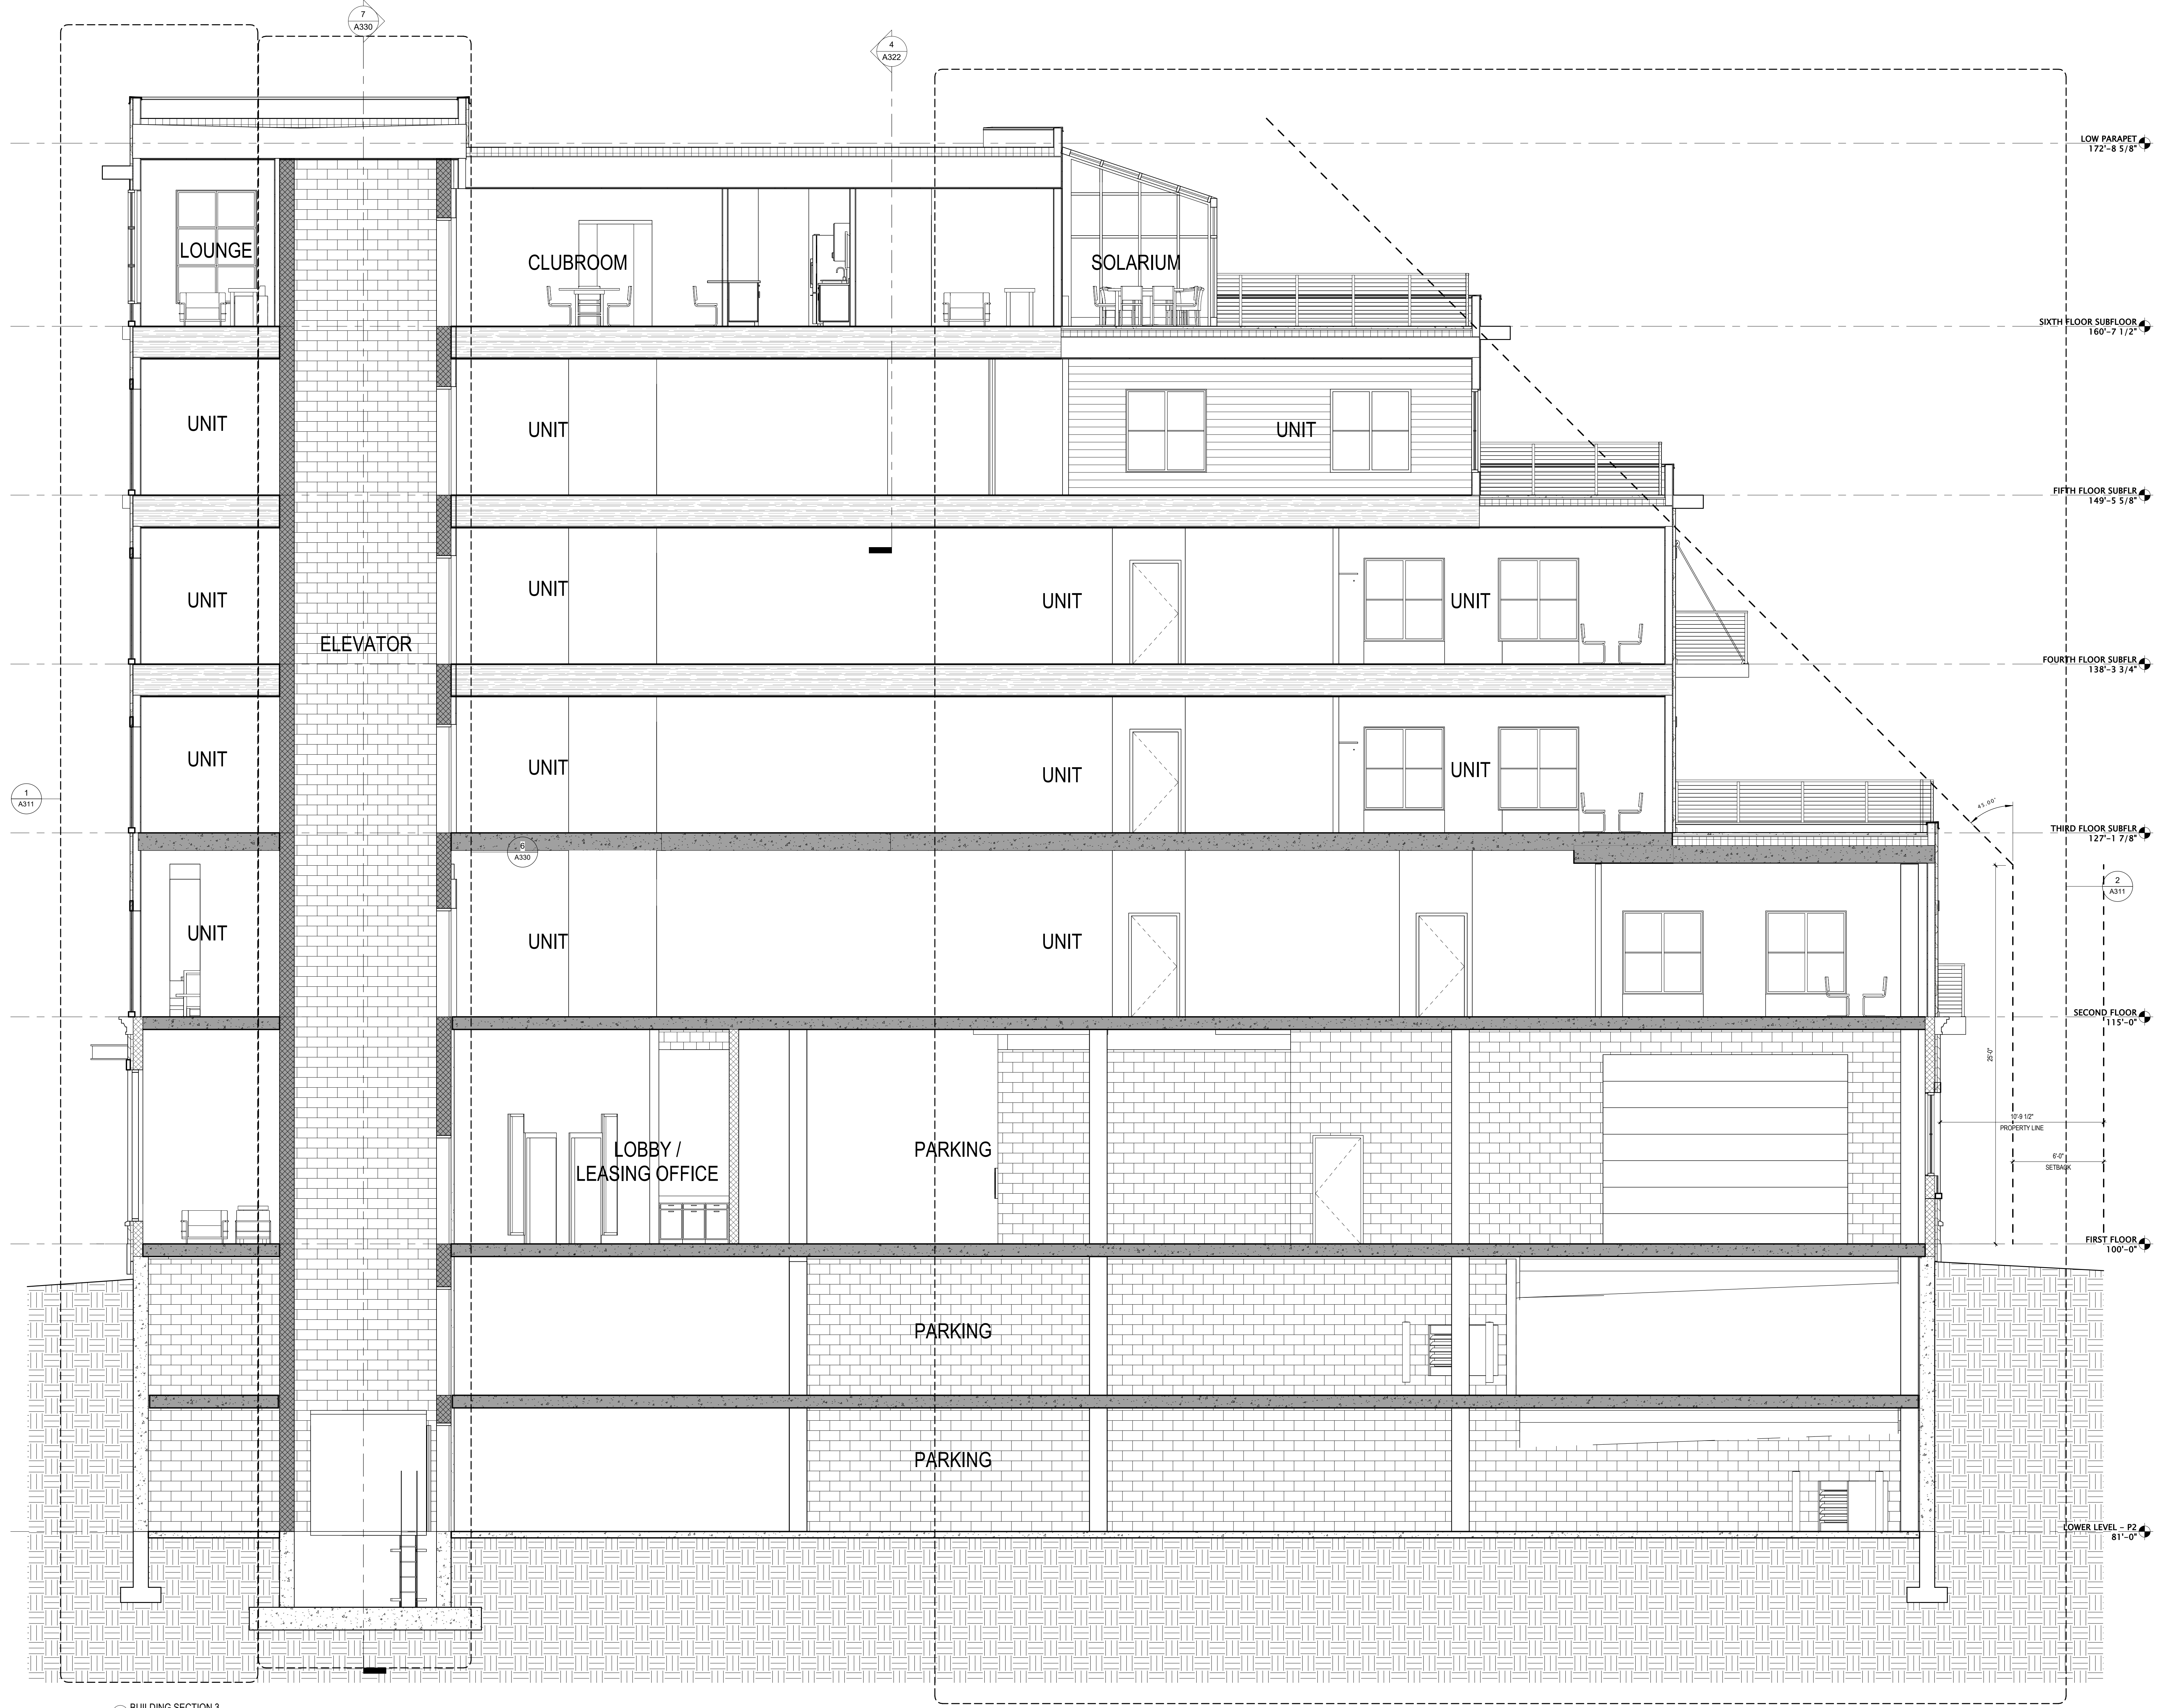 7
A330
4
A322
LOW PARAPET
172'-8 5/8"
LOUNGE
CLUBROOM
SOLARIUM
SIXTH FLOOR SUBFLOOR
160'-7 1/2"
UNIT
UNIT
UNIT
FIFTH FLOOR SUBFLR
149'-5 5/8"
UNIT
UNIT
UNIT
UNIT
ELEVATOR
FOURTH FLOOR SUBFLR
138'-3 3/4"
UNIT
UNIT
UNIT
UNIT
1
A311
45.00°
THIRD FLOOR SUBFLR
127'-1 7/8"
6
A330
2
A311
UNIT
UNIT
UNIT
SECOND FLOOR
115'-0"
25'-0"
10'-9 1/2"
PROPERTY LINE
LOBBY /
LEASING OFFICE
PARKING
6'-0"
SETBACK
FIRST FLOOR
100'-0"
PARKING
PARKING
LOWER LEVEL - P2
81'-0"
BUILDING SECTION 3